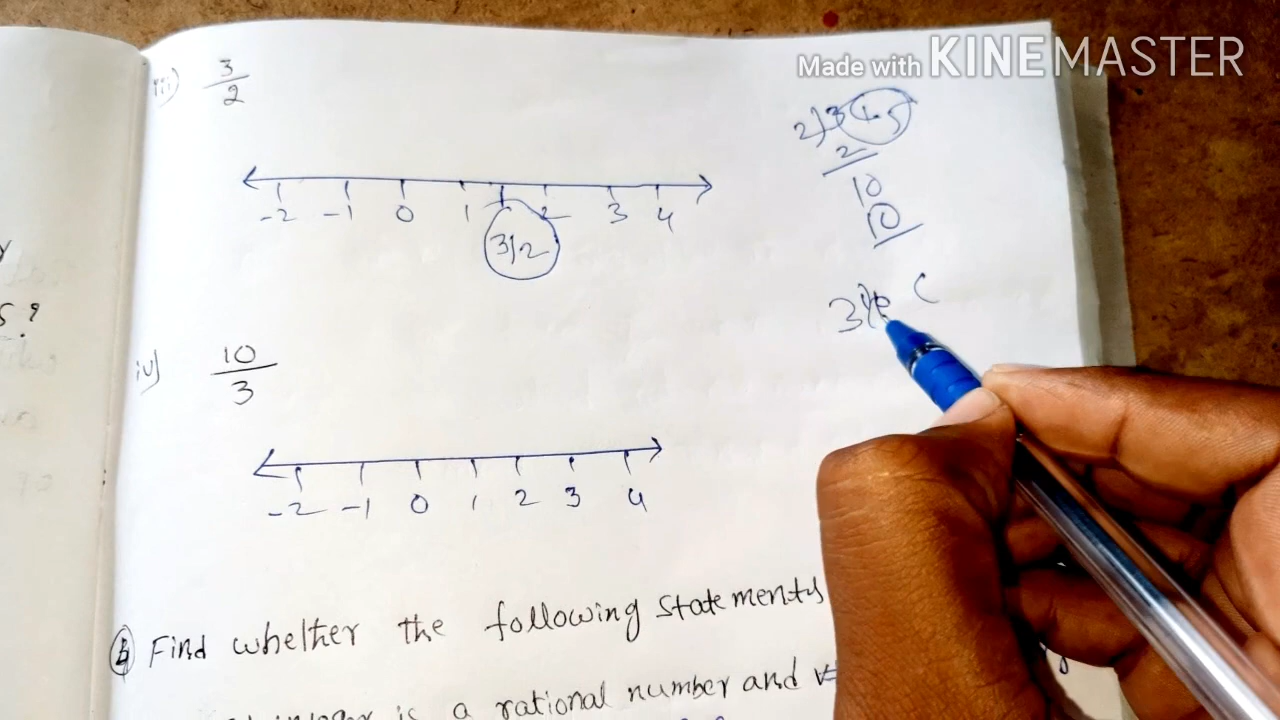 Made with KINEMASTER
iii) 3/2
2)3(1.5
2
10
10
-2 -1 0 1 2 3 4
3/2
iv) 10/3
-2 -1 0 1 2 3 4
Find whether the following statements
is a rational number and